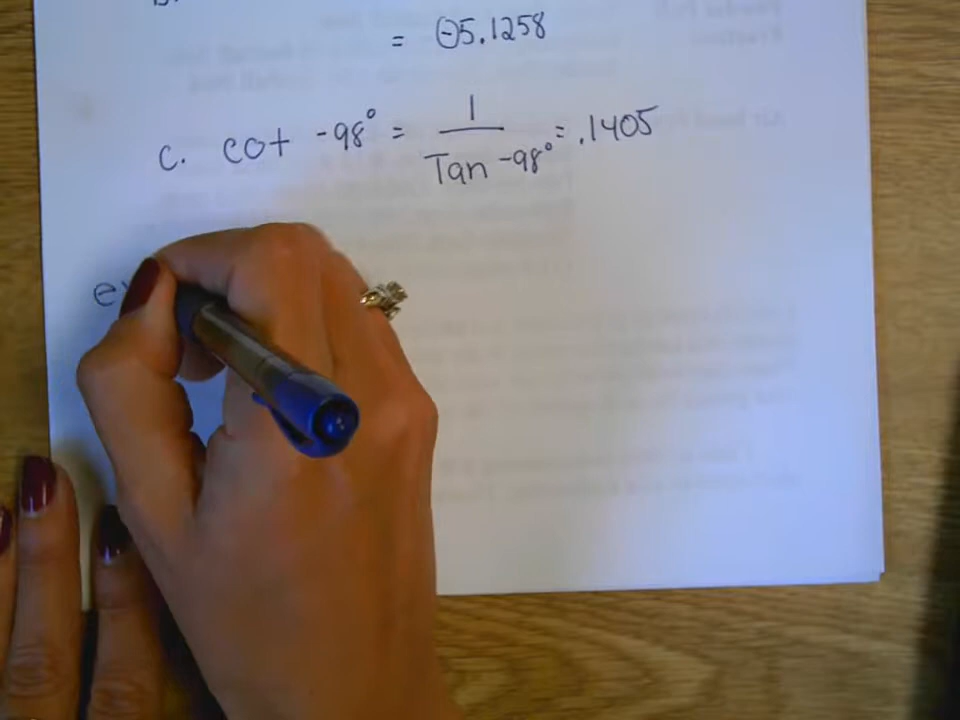 = -5.1258
c. cot -98° = 1/Tan -98° = .1405